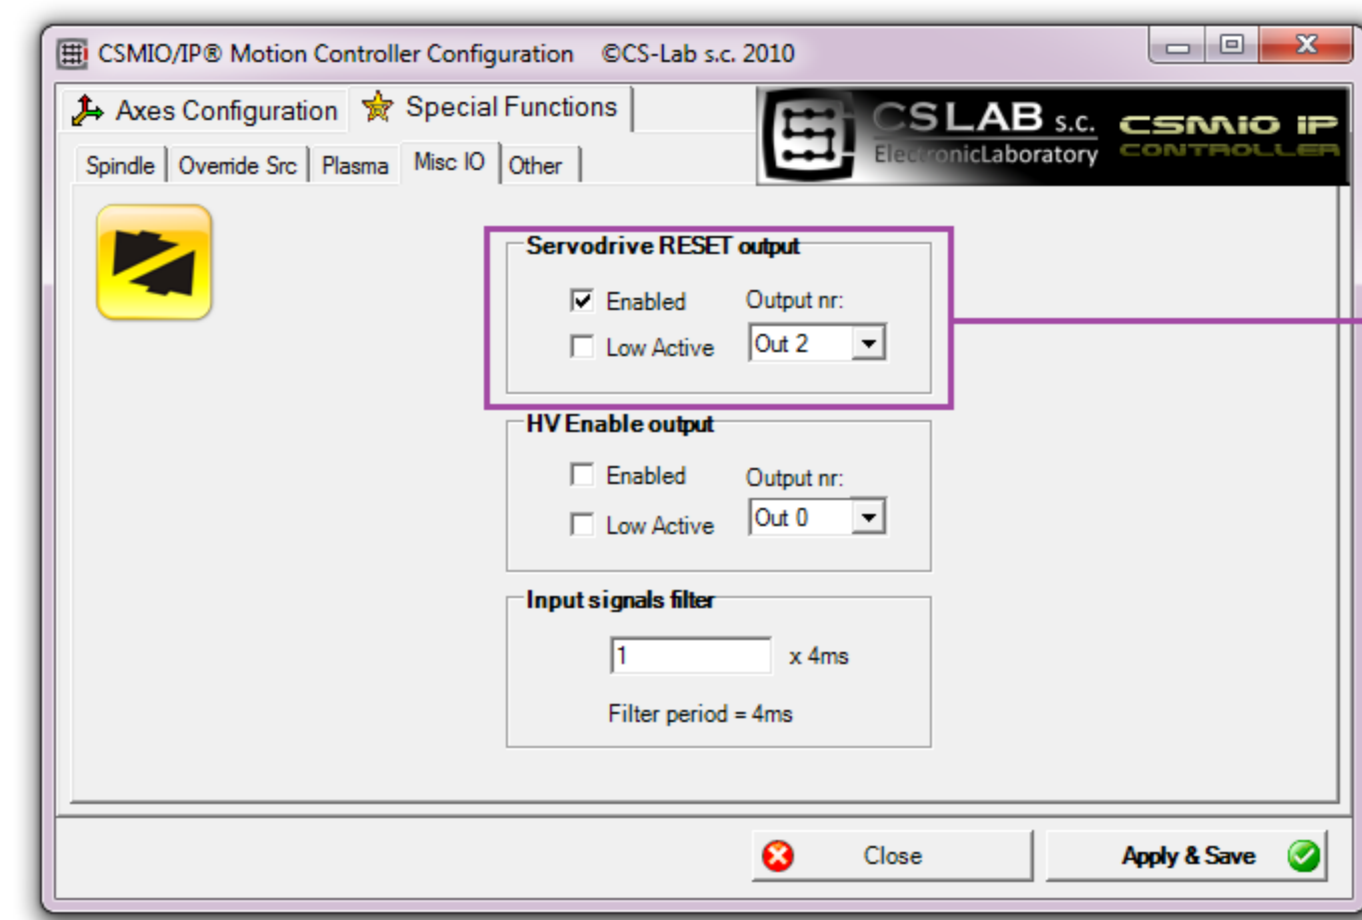 CSMIO/IP® Motion Controller Configuration ©CS-Lab s.c. 2010
Axes Configuration Special Functions
CSLAB s.c. CSMIO IP
ElectronicLaboratory CONTROLLER
Spindle Override Src Plasma Misc IO Other
Servodrive RESET output
Enabled Output nr:
Low Active Out 2
HV Enable output
Enabled Output nr:
Low Active Out 0
Input signals filter
1 x 4ms
Filter period = 4ms
Close Apply & Save